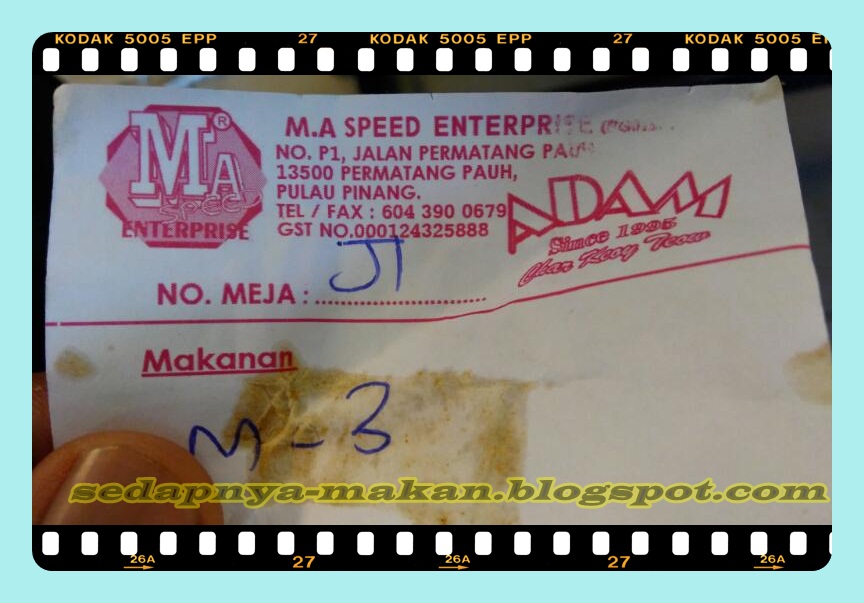 KODAK 5005 EPP 27 KODAK 5005 EPP 27 KODAK 5005
MA®
SPEED
ENTERPRISE
M.A SPEED ENTERPRISE
NO. P1, JALAN PERMATANG PAUH
13500 PERMATANG PAUH,
PULAU PINANG.
TEL / FAX : 604 390 0679
GST NO.000124325888
ADAM
Since 1995
Char Keoy Teow
NO. MEJA : J1
Makanan
M - 3
sedapnya-makan.blogspot.com
26A 27 26A 27 26A